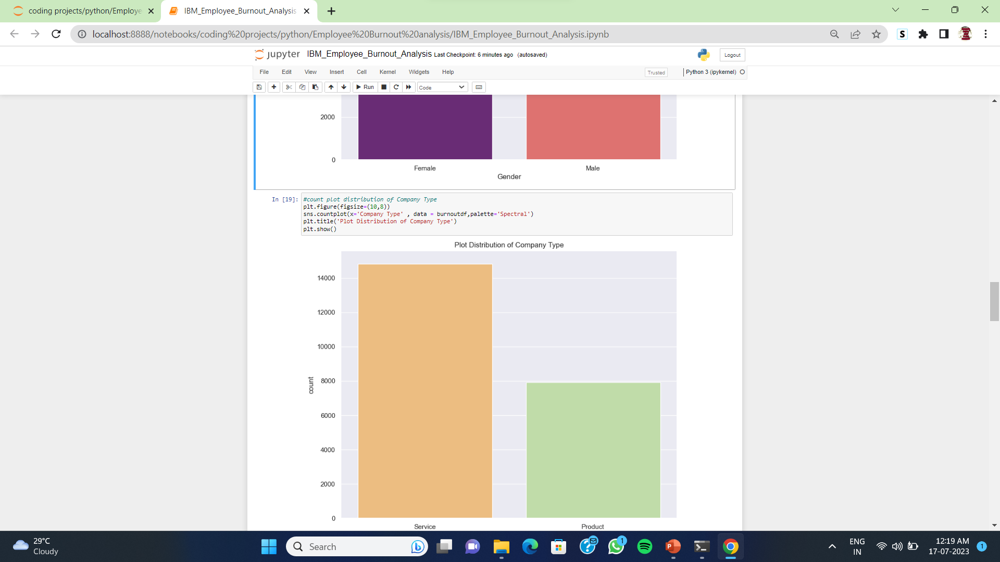 coding projects/python/Employe
IBM_Employee_Burnout_Analysis
localhost:8888/notebooks/coding%20projects/python/Employee%20Burnout%20analysis/IBM_Employee_Burnout_Analysis.ipynb
S
jupyter IBM_Employee_Burnout_Analysis Last Checkpoint: 6 minutes ago (autosaved)
Logout
File Edit View Insert Cell Kernel Widgets Help
Trusted
Python 3 (ipykernel)
Run
Code
2000
0
Female Male
Gender
In [19]: #count plot distribution of Company Type
plt.figure(figsize=(10,8))
sns.countplot(x='Company Type' , data = burnoutdf,palette='Spectral')
plt.title('Plot Distribution of Company Type')
plt.show()
Plot Distribution of Company Type
14000
12000
10000
8000
count
6000
4000
2000
0
Service Product
29°C
Cloudy
Search
1
P
ENG
IN
12:19 AM
17-07-2023
1